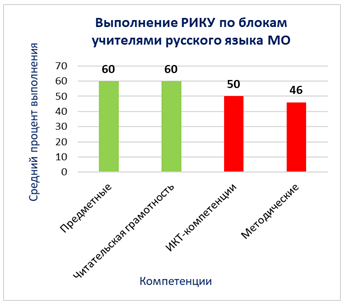 Выполнение РИКУ по блокам
учителями русского языка МО
Средний процент выполнения
70
60
50
40
30
20
10
0
60
60
50
46
Предметные
Читательская грамотность
ИКТ-компетенции
Методические
Компетенции